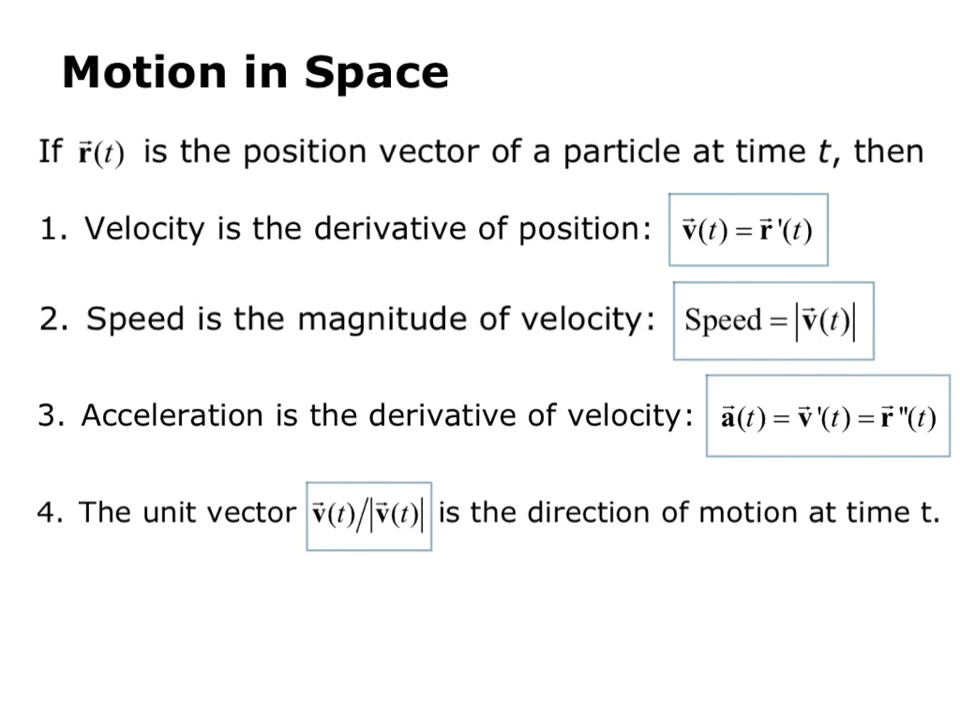 Motion in Space
If r⃗(t) is the position vector of a particle at time t, then
1. Velocity is the derivative of position: v⃗(t) = r⃗ '(t)
2. Speed is the magnitude of velocity: Speed = |v⃗(t)|
3. Acceleration is the derivative of velocity: a⃗(t) = v⃗ '(t) = r⃗ "(t)
4. The unit vector v⃗(t)/|v⃗(t)| is the direction of motion at time t.